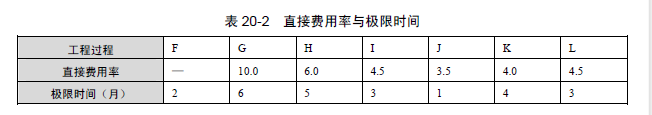 表 20-2 直接费用率与极限时间
工程过程 F G H I J K L
直接费用率 — 10.0 6.0 4.5 3.5 4.0 4.5
极限时间（月） 2 6 5 3 1 4 3